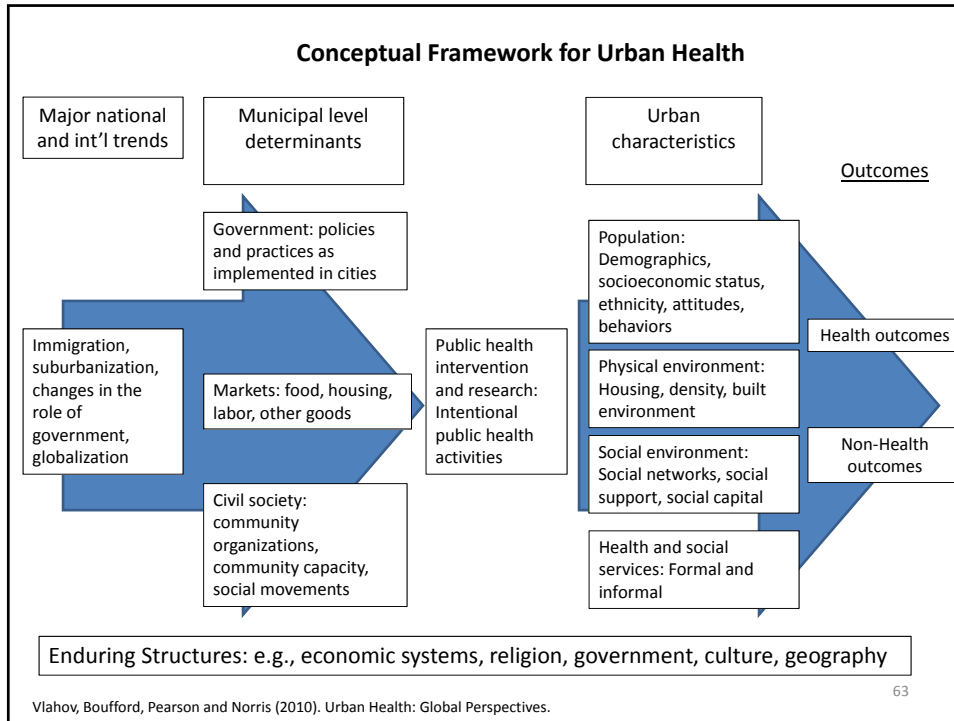 Conceptual Framework for Urban Health
Major national
and int'l trends
Municipal level
determinants
Urban
characteristics
Outcomes
Immigration,
suburbanization,
changes in the
role of
government,
globalization
Government: policies
and practices as
implemented in cities
Markets: food, housing,
labor, other goods
Civil society:
community
organizations,
community capacity,
social movements
Public health
intervention
and research:
Intentional
public health
activities
Population:
Demographics,
socioeconomic status,
ethnicity, attitudes,
behaviors
Physical environment:
Housing, density, built
environment
Social environment:
Social networks, social
support, social capital
Health and social
services: Formal and
informal
Health outcomes
Non-Health
outcomes
Enduring Structures: e.g., economic systems, religion, government, culture, geography
63
Vlahov, Boufford, Pearson and Norris (2010). Urban Health: Global Perspectives.